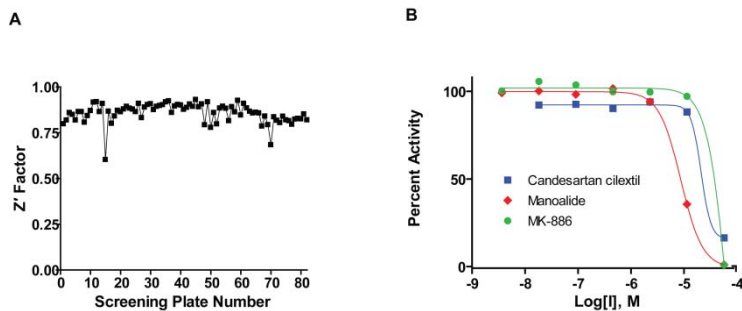 A
Z′ Factor
1.00
0.75
0.50
0.25
0.00
0 10 20 30 40 50 60 70 80
Screening Plate Number
B
Percent Activity
100
50
0
Candesartan cilextil
Manoalide
MK-886
-9 -8 -7 -6 -5 -4
Log[I], M